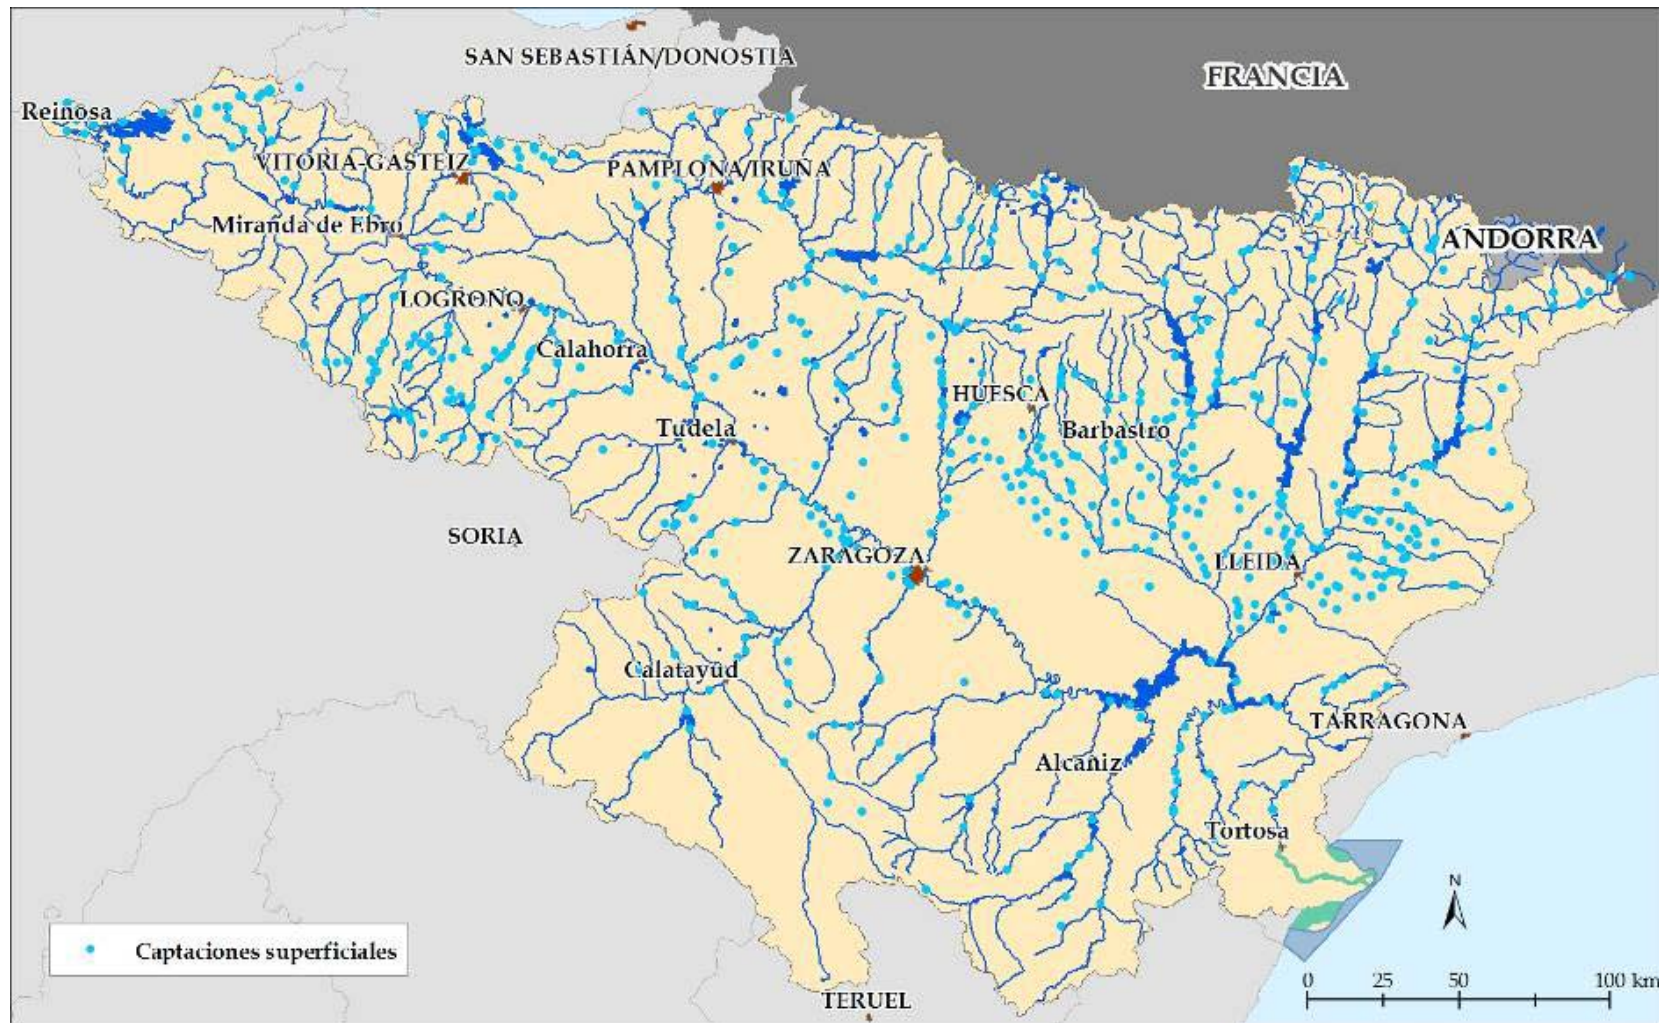 SAN SEBASTIÁN/DONOSTIA
FRANCIA
Reinosa
VITORIA-GASTEIZ
PAMPLONA/IRUÑA
Miranda de Ebro
ANDORRA
LOGROÑO
Calahorra
HUESCA
Tudela
Barbastro
SORIA
ZARAGOZA
LLEIDA
Calatayud
TARRAGONA
Alcañiz
Tortosa
N
Captaciones superficiales
0 25 50 100 km
TERUEL